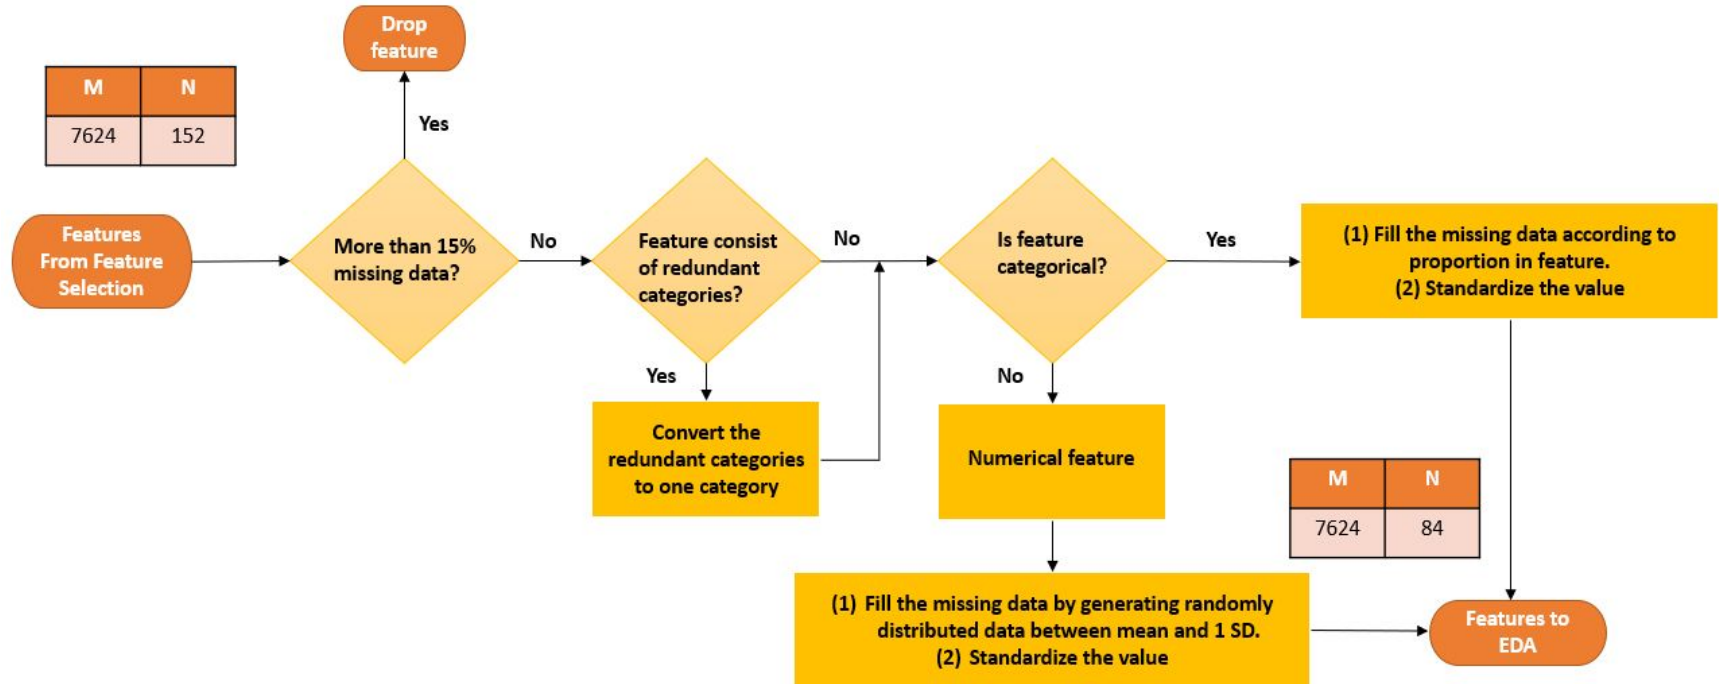 Drop
feature
M N
7624 152
Yes
Features
From Feature
Selection
More than 15%
missing data?
No
Feature consist
of redundant
categories?
No
Is feature
categorical?
Yes
(1) Fill the missing data according to
proportion in feature.
(2) Standardize the value
Yes
Convert the
redundant categories
to one category
No
Numerical feature
M N
7624 84
(1) Fill the missing data by generating randomly
distributed data between mean and 1 SD.
(2) Standardize the value
Features to
EDA